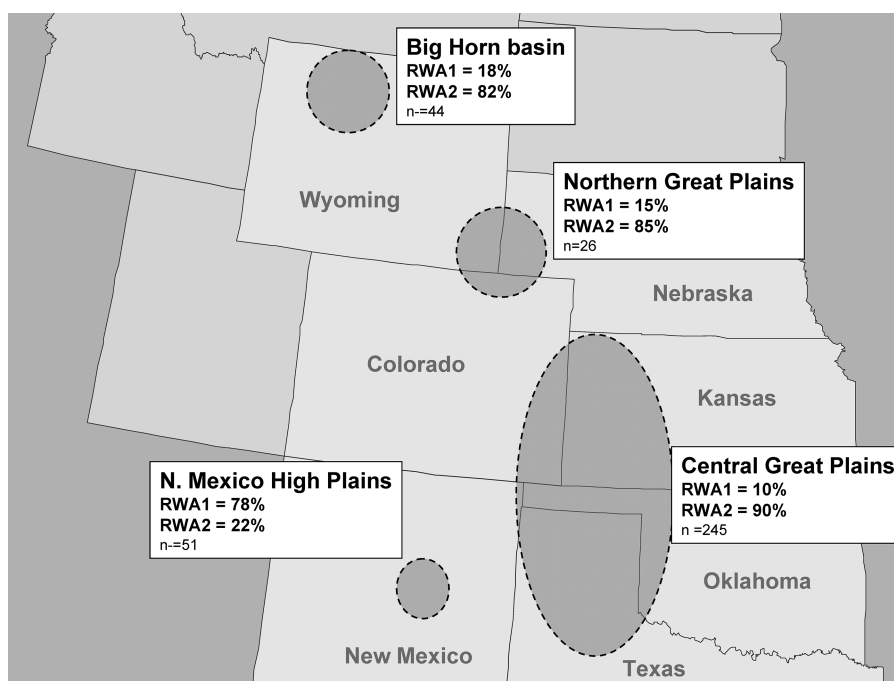 Big Horn basin
RWA1 = 18%
RWA2 = 82%
n-=44
Northern Great Plains
RWA1 = 15%
RWA2 = 85%
n=26
Wyoming
Nebraska
Colorado
Kansas
Central Great Plains
RWA1 = 10%
RWA2 = 90%
n =245
N. Mexico High Plains
RWA1 = 78%
RWA2 = 22%
n-=51
Oklahoma
New Mexico
Texas